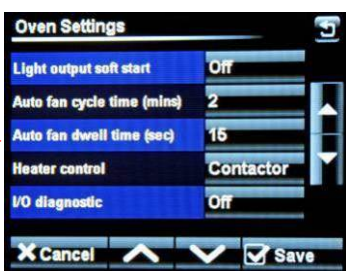 Oven Settings
Light output soft start Off
Auto fan cycle time (mins) 2
Auto fan dwell time (sec) 15
Heater control Contactor
I/O diagnostic Off
Cancel Save